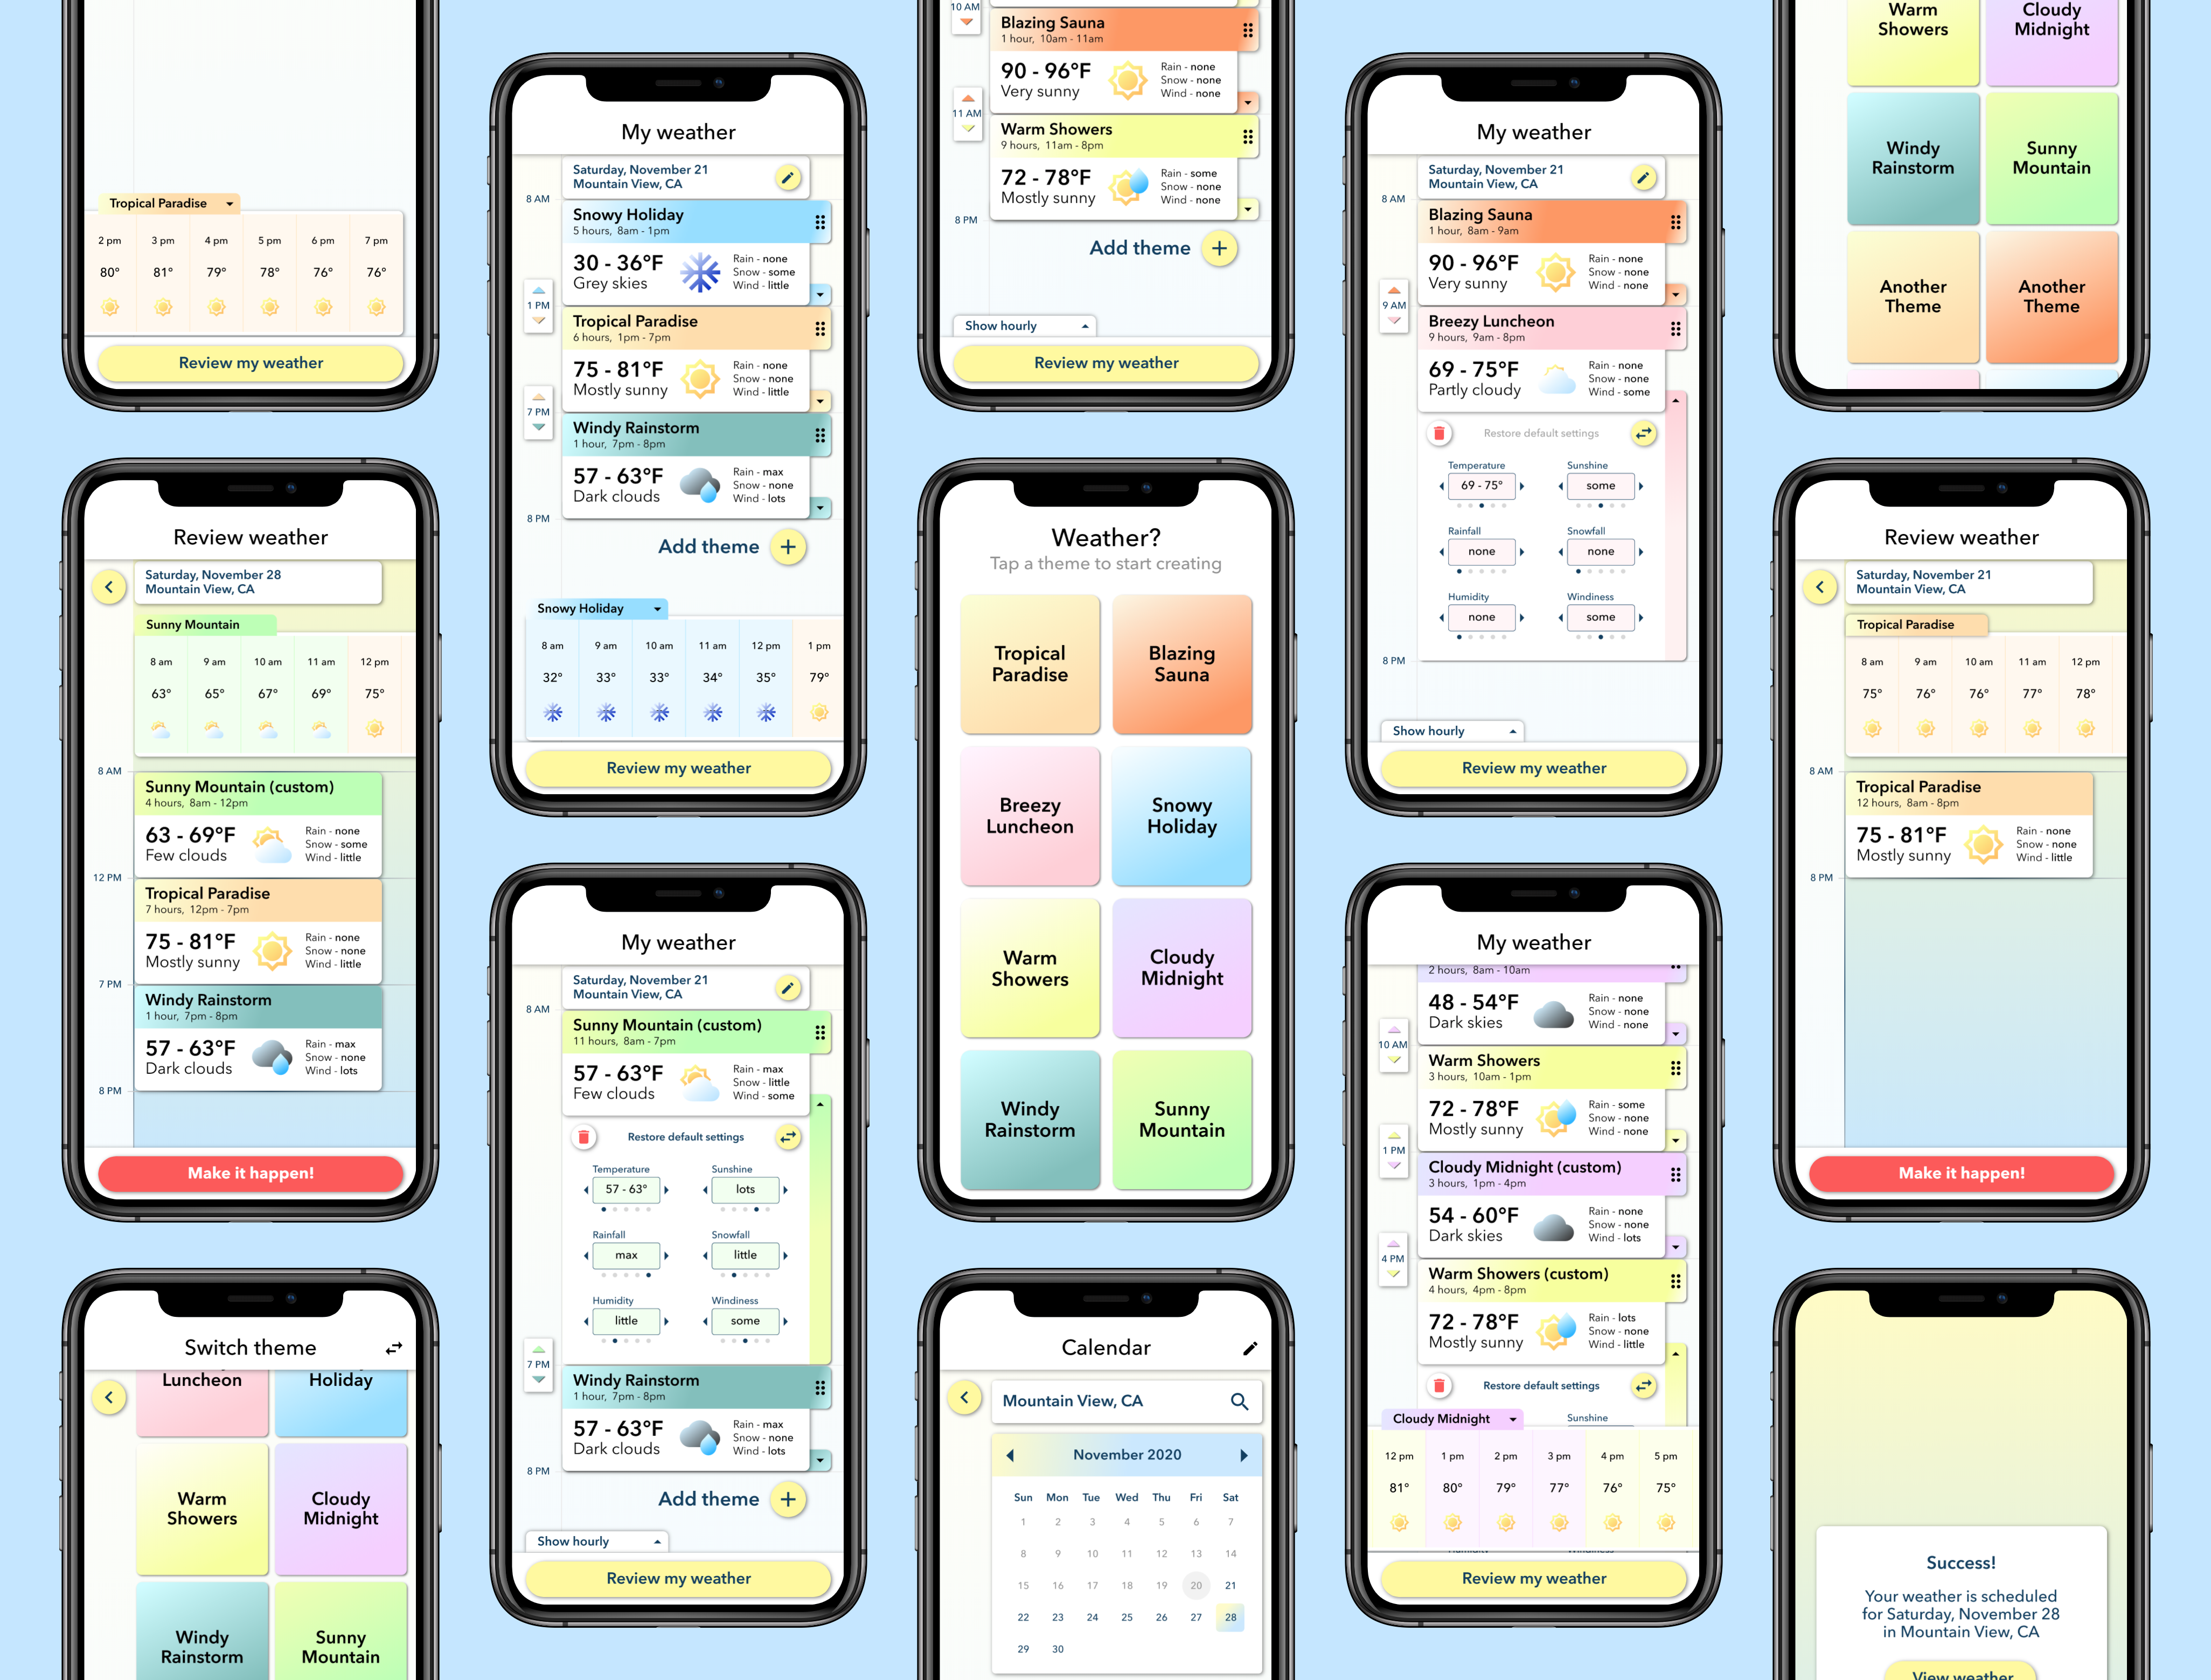 Tropical Paradise
2 pm 3 pm 4 pm 5 pm 6 pm 7 pm
80° 81° 79° 78° 76° 76°
Review my weather
Review weather
Saturday, November 28
Mountain View, CA
Sunny Mountain
8 am 9 am 10 am 11 am 12 pm
63° 65° 67° 69° 75°
8 AM
Sunny Mountain (custom)
4 hours, 8am - 12pm
63 - 69°F
Few clouds
Rain - none
Snow - some
Wind - little
12 PM
Tropical Paradise
7 hours, 12pm - 7pm
75 - 81°F
Mostly sunny
Rain - none
Snow - none
Wind - little
7 PM
Windy Rainstorm
1 hour, 7pm - 8pm
57 - 63°F
Dark clouds
Rain - max
Snow - none
Wind - lots
8 PM
Make it happen!
Switch theme
Luncheon
Holiday
Warm
Showers
Cloudy
Midnight
Windy
Rainstorm
Sunny
Mountain
My weather
Saturday, November 21
Mountain View, CA
8 AM
Snowy Holiday
5 hours, 8am - 1pm
30 - 36°F
Grey skies
Rain - none
Snow - some
Wind - little
1 PM
Tropical Paradise
6 hours, 1pm - 7pm
75 - 81°F
Mostly sunny
Rain - none
Snow - none
Wind - little
7 PM
Windy Rainstorm
1 hour, 7pm - 8pm
57 - 63°F
Dark clouds
Rain - max
Snow - none
Wind - lots
8 PM
Add theme
Snowy Holiday
8 am 9 am 10 am 11 am 12 pm 1 pm
32° 33° 33° 34° 35° 79°
Review my weather
My weather
Saturday, November 21
Mountain View, CA
8 AM
Sunny Mountain (custom)
11 hours, 8am - 7pm
57 - 63°F
Few clouds
Rain - max
Snow - little
Wind - some
Restore default settings
Temperature Sunshine
57 - 63° lots
Rainfall Snowfall
max little
Humidity Windiness
little some
7 PM
Windy Rainstorm
1 hour, 7pm - 8pm
57 - 63°F
Dark clouds
Rain - max
Snow - none
Wind - lots
8 PM
Add theme
Show hourly
Review my weather
10 AM
Blazing Sauna
1 hour, 10am - 11am
90 - 96°F
Very sunny
Rain - none
Snow - none
Wind - none
11 AM
Warm Showers
9 hours, 11am - 8pm
72 - 78°F
Mostly sunny
Rain - some
Snow - none
Wind - none
8 PM
Add theme
Show hourly
Review my weather
Weather?
Tap a theme to start creating
Tropical
Paradise
Blazing
Sauna
Breezy
Luncheon
Snowy
Holiday
Warm
Showers
Cloudy
Midnight
Windy
Rainstorm
Sunny
Mountain
Calendar
Mountain View, CA
November 2020
Sun Mon Tue Wed Thu Fri Sat
1 2 3 4 5 6 7
8 9 10 11 12 13 14
15 16 17 18 19 20 21
22 23 24 25 26 27 28
29 30
My weather
Saturday, November 21
Mountain View, CA
8 AM
Blazing Sauna
1 hour, 8am - 9am
90 - 96°F
Very sunny
Rain - none
Snow - none
Wind - none
9 AM
Breezy Luncheon
9 hours, 9am - 8pm
69 - 75°F
Partly cloudy
Rain - none
Snow - none
Wind - some
Restore default settings
Temperature Sunshine
69 - 75° some
Rainfall Snowfall
none none
Humidity Windiness
none some
8 PM
Show hourly
Review my weather
My weather
2 hours, 8am - 10am
48 - 54°F
Dark skies
Rain - none
Snow - none
Wind - none
10 AM
Warm Showers
3 hours, 10am - 1pm
72 - 78°F
Mostly sunny
Rain - some
Snow - none
Wind - none
1 PM
Cloudy Midnight (custom)
3 hours, 1pm - 4pm
54 - 60°F
Dark skies
Rain - none
Snow - none
Wind - lots
4 PM
Warm Showers (custom)
4 hours, 4pm - 8pm
72 - 78°F
Mostly sunny
Rain - lots
Snow - none
Wind - little
Restore default settings
Sunshine
Cloudy Midnight
12 pm 1 pm 2 pm 3 pm 4 pm 5 pm
81° 80° 79° 77° 76° 75°
Review my weather
Warm
Showers
Cloudy
Midnight
Windy
Rainstorm
Sunny
Mountain
Another
Theme
Another
Theme
Review weather
Saturday, November 21
Mountain View, CA
Tropical Paradise
8 am 9 am 10 am 11 am 12 pm
75° 76° 76° 77° 78°
8 AM
Tropical Paradise
12 hours, 8am - 8pm
75 - 81°F
Mostly sunny
Rain - none
Snow - none
Wind - little
8 PM
Make it happen!
Success!
Your weather is scheduled
for Saturday, November 28
in Mountain View, CA
View weather